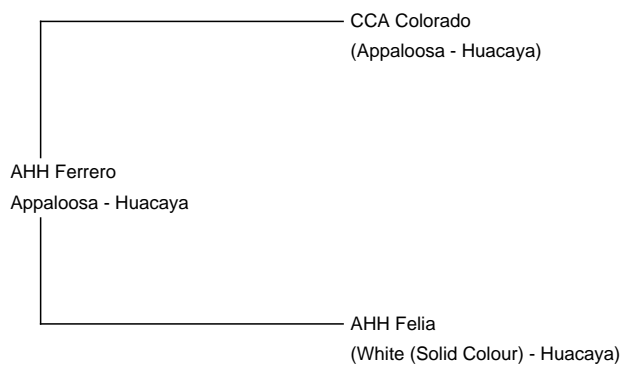 CCA Colorado
(Appaloosa - Huacaya)
AHH Ferrero
Appaloosa - Huacaya
AHH Felia
(White (Solid Colour) - Huacaya)